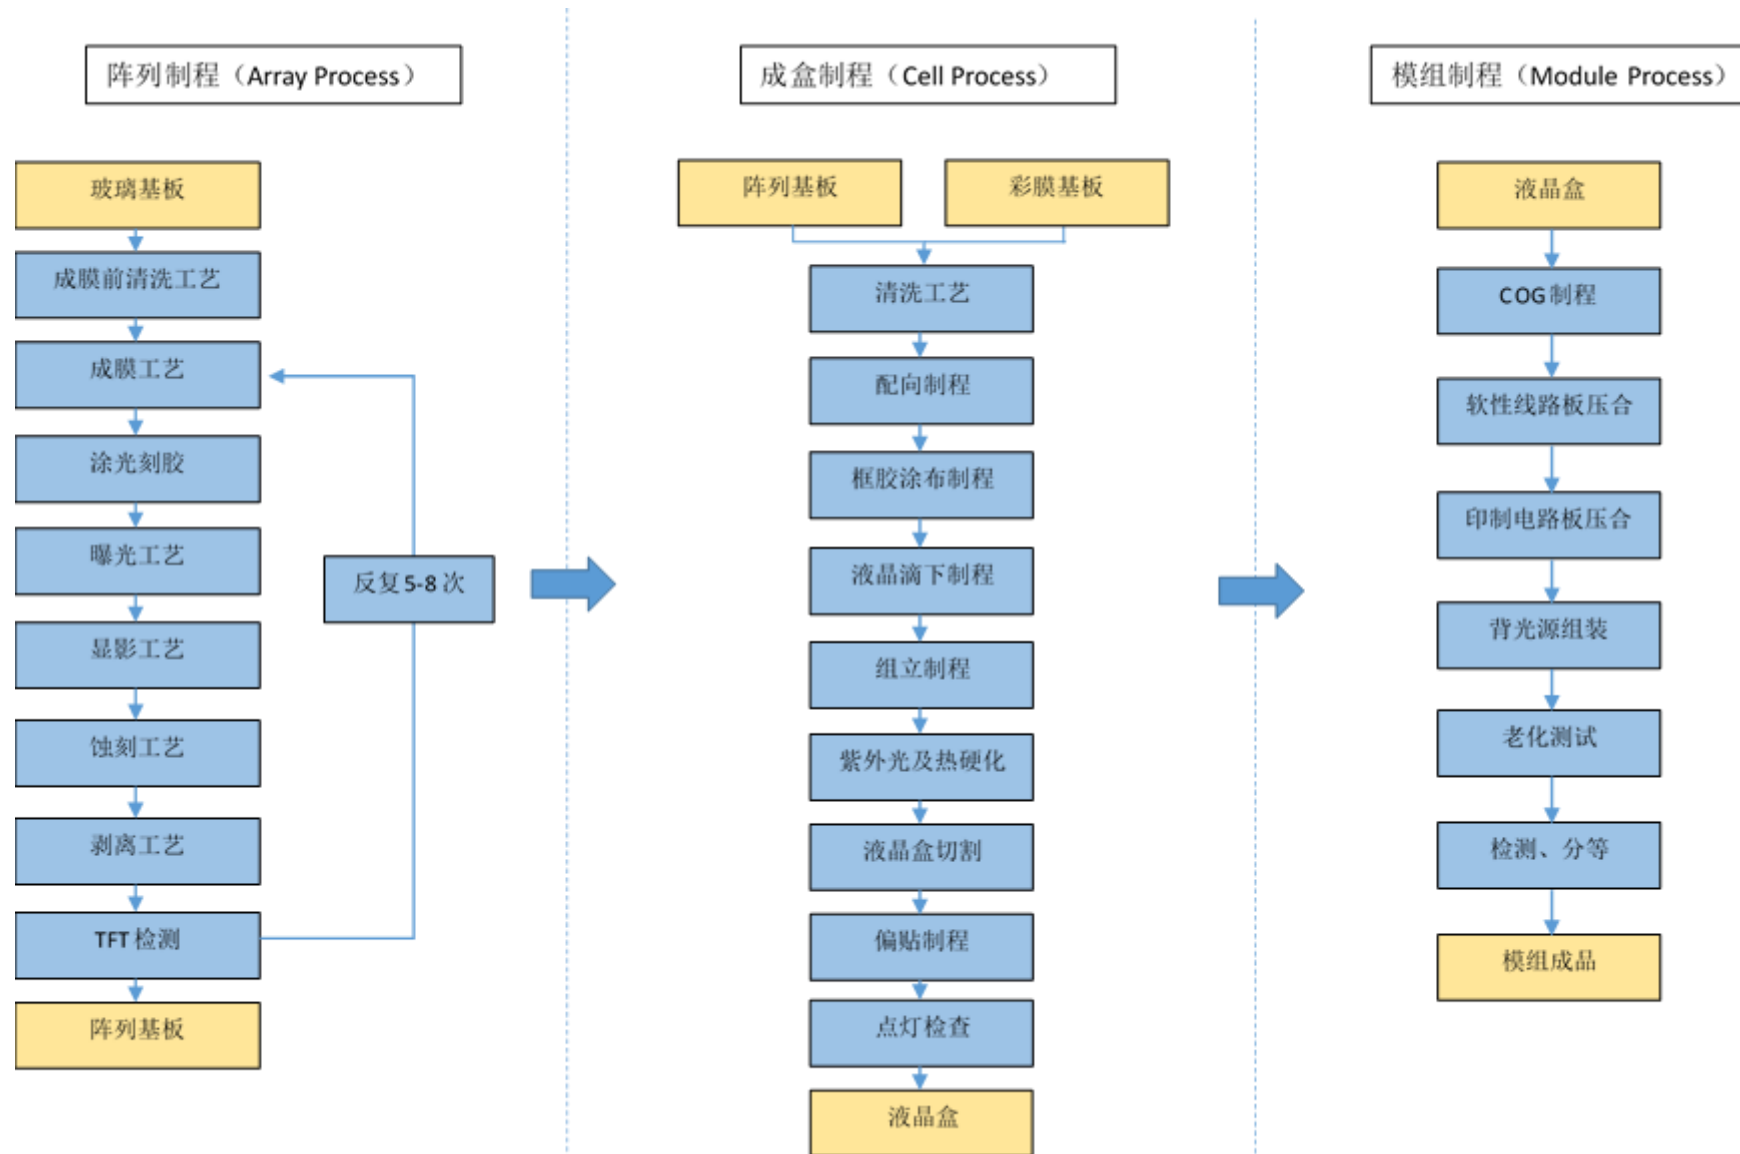 阵列制程（Array Process）
玻璃基板
成膜前清洗工艺
成膜工艺
涂光刻胶
曝光工艺
显影工艺
蚀刻工艺
剥离工艺
TFT检测
阵列基板
反复5-8次
成盒制程（Cell Process）
阵列基板
彩膜基板
清洗工艺
配向制程
框胶涂布制程
液晶滴下制程
组立制程
紫外光及热硬化
液晶盒切割
偏贴制程
点灯检查
液晶盒
模组制程（Module Process）
液晶盒
COG制程
软性线路板压合
印制电路板压合
背光源组装
老化测试
检测、分等
模组成品